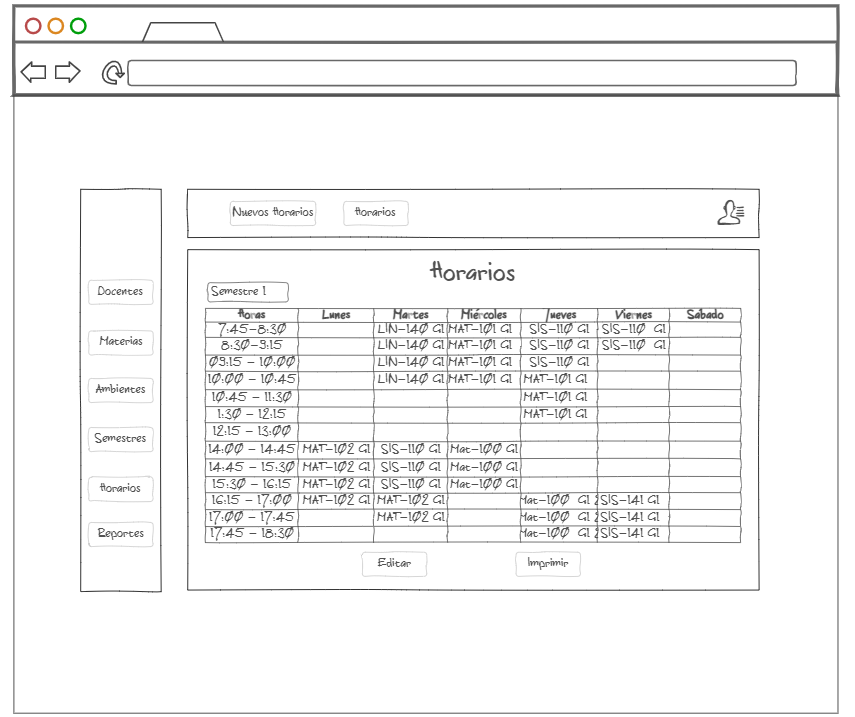 Nuevos Horarios Horarios
Docentes
Materias
Ambientes
Semestres
Horarios
Reportes
Horarios
Semestre 1
Horas Lunes Martes Miércoles Jueves Viernes Sábado
7:45-8:30 LIN-140 G1 MAT-101 G1 SIS-110 G1 SIS-110 G1
8:30-9:15 LIN-140 G1 MAT-101 G1 SIS-110 G1 SIS-110 G1
09:15 - 10:00 LIN-140 G1 MAT-101 G1 SIS-110 G1
10:00 - 10:45 LIN-140 G1 MAT-101 G1 MAT-101 G1
10:45 - 11:30 MAT-101 G1
1:30 - 12:15 MAT-101 G1
12:15 - 13:00
14:00 - 14:45 MAT-102 G1 SIS-110 G1 Mat-100 G1
14:45 - 15:30 MAT-102 G1 SIS-110 G1 Mat-100 G1
15:30 - 16:15 MAT-102 G1 SIS-110 G1 Mat-100 G1
16:15 - 17:00 MAT-102 G1 MAT-102 G1 Mat-100 G1 SIS-141 G1
17:00 - 17:45 MAT-102 G1 Mat-100 G1 SIS-141 G1
17:45 - 18:30 Mat-100 G1 SIS-141 G1
Editar Imprimir